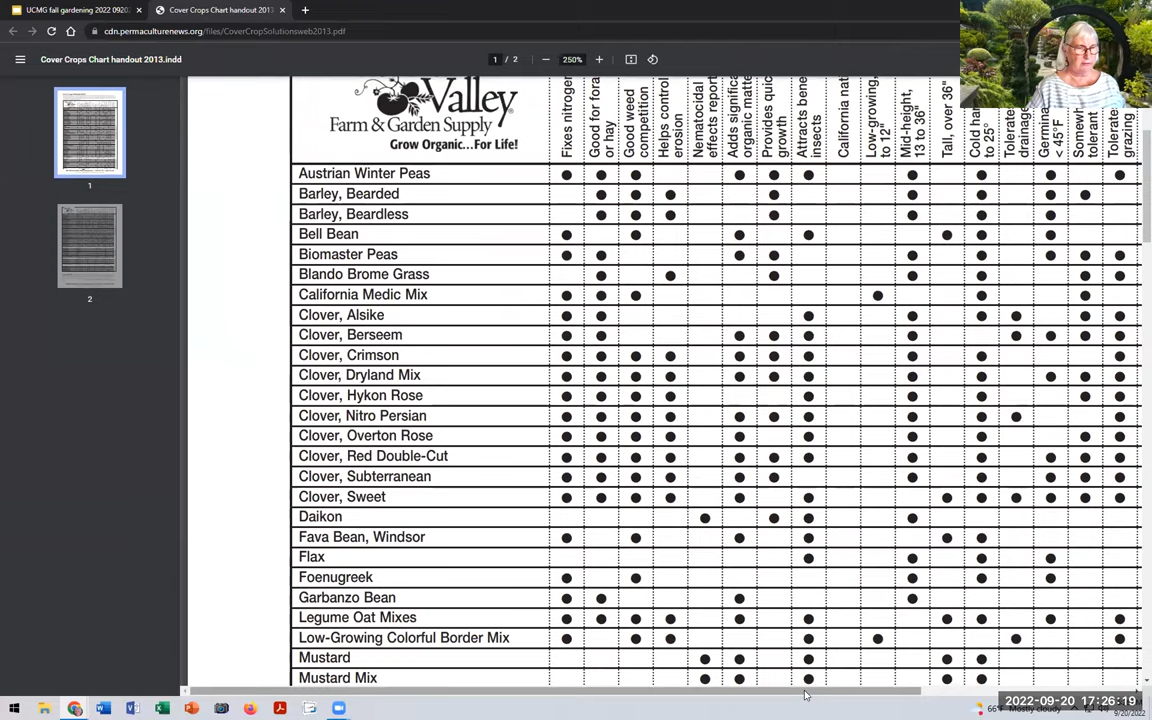 UCMG fall gardening 2022 0920
Cover Crops Chart handout 2013
cdn.permaculturenews.org/files/CoverCropSolutionsweb2013.pdf
Cover Crops Chart handout 2013.indd
1 / 2
250%
1
2
Valley
Farm & Garden Supply
Grow Organic...For Life!
Fixes nitrogen
Good for fora
or hay
Good weed
competition
Helps control
erosion
Nematocidal
effects report
Adds significa
organic matte
Provides quic
growth
Attracts bene
insects
California nat
Low-growing,
to 12"
Mid-height,
13 to 36"
Tall, over 36"
Cold har
to 25°
Tolerate
drainag
Germina
< 45°F
Somewh
tolerant
Tolerate
grazing
Austrian Winter Peas
Barley, Bearded
Barley, Beardless
Bell Bean
Biomaster Peas
Blando Brome Grass
California Medic Mix
Clover, Alsike
Clover, Berseem
Clover, Crimson
Clover, Dryland Mix
Clover, Hykon Rose
Clover, Nitro Persian
Clover, Overton Rose
Clover, Red Double-Cut
Clover, Subterranean
Clover, Sweet
Daikon
Fava Bean, Windsor
Flax
Foenugreek
Garbanzo Bean
Legume Oat Mixes
Low-Growing Colorful Border Mix
Mustard
Mustard Mix
66°F Mostly cloudy
2022-09-20 17:26:19
9/20/2022